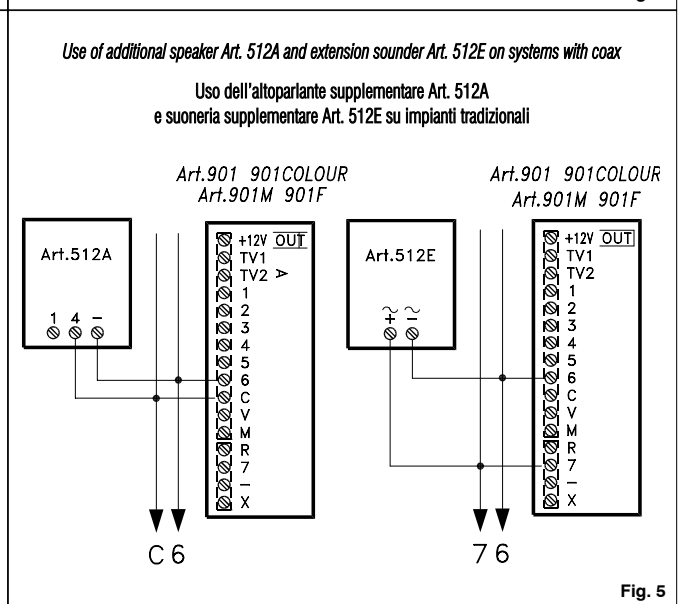 Use of additional speaker Art. 512A and extension sounder Art. 512E on systems with coax
Uso dell'altoparlante supplementare Art. 512A
e suoneria supplementare Art. 512E su impianti tradizionali
Art.901 901COLOUR
Art.901M 901F
Art.512A
1 4 –
+12V OUT
TV1
TV2 A
1
2
3
4
5
6
C
V
M
R
7
–
X
C 6
Art.901 901COLOUR
Art.901M 901F
Art.512E
~ ~
+ –
+12V OUT
TV1
TV2
1
2
3
4
5
6
C
V
M
R
7
–
X
7 6
Fig. 5